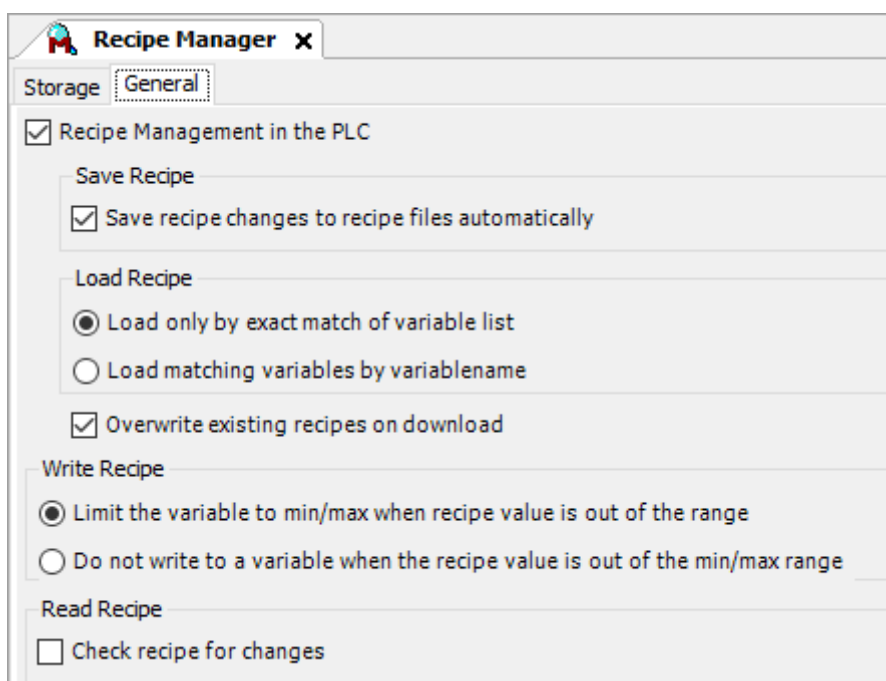 Recipe Manager
Storage General
Recipe Management in the PLC
Save Recipe
Save recipe changes to recipe files automatically
Load Recipe
Load only by exact match of variable list
Load matching variables by variablename
Overwrite existing recipes on download
Write Recipe
Limit the variable to min/max when recipe value is out of the range
Do not write to a variable when the recipe value is out of the min/max range
Read Recipe
Check recipe for changes